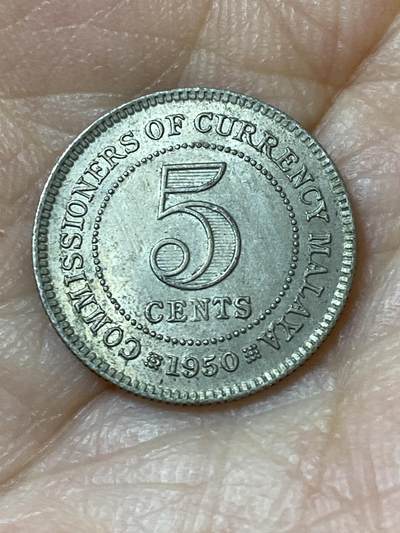 COMMISSIONERS OF CURRENCY MALAYA
5
CENTS
1950